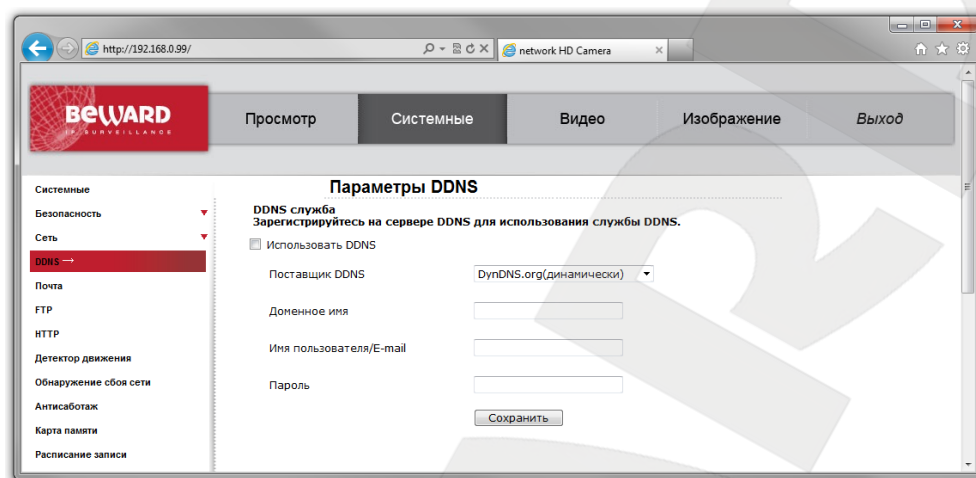 http://192.168.0.99/
network HD Camera
BEWARD
IP SURVEILLANCE
Просмотр
Системные
Видео
Изображение
Выход
Системные
Безопасность
Сеть
DDNS →
Почта
FTP
HTTP
Детектор движения
Обнаружение сбоя сети
Антисаботаж
Карта памяти
Расписание записи
Параметры DDNS
DDNS служба
Зарегистрируйтесь на сервере DDNS для использования службы DDNS.
Использовать DDNS
Поставщик DDNS DynDNS.org(динамически)
Доменное имя
Имя пользователя/E-mail
Пароль
Сохранить